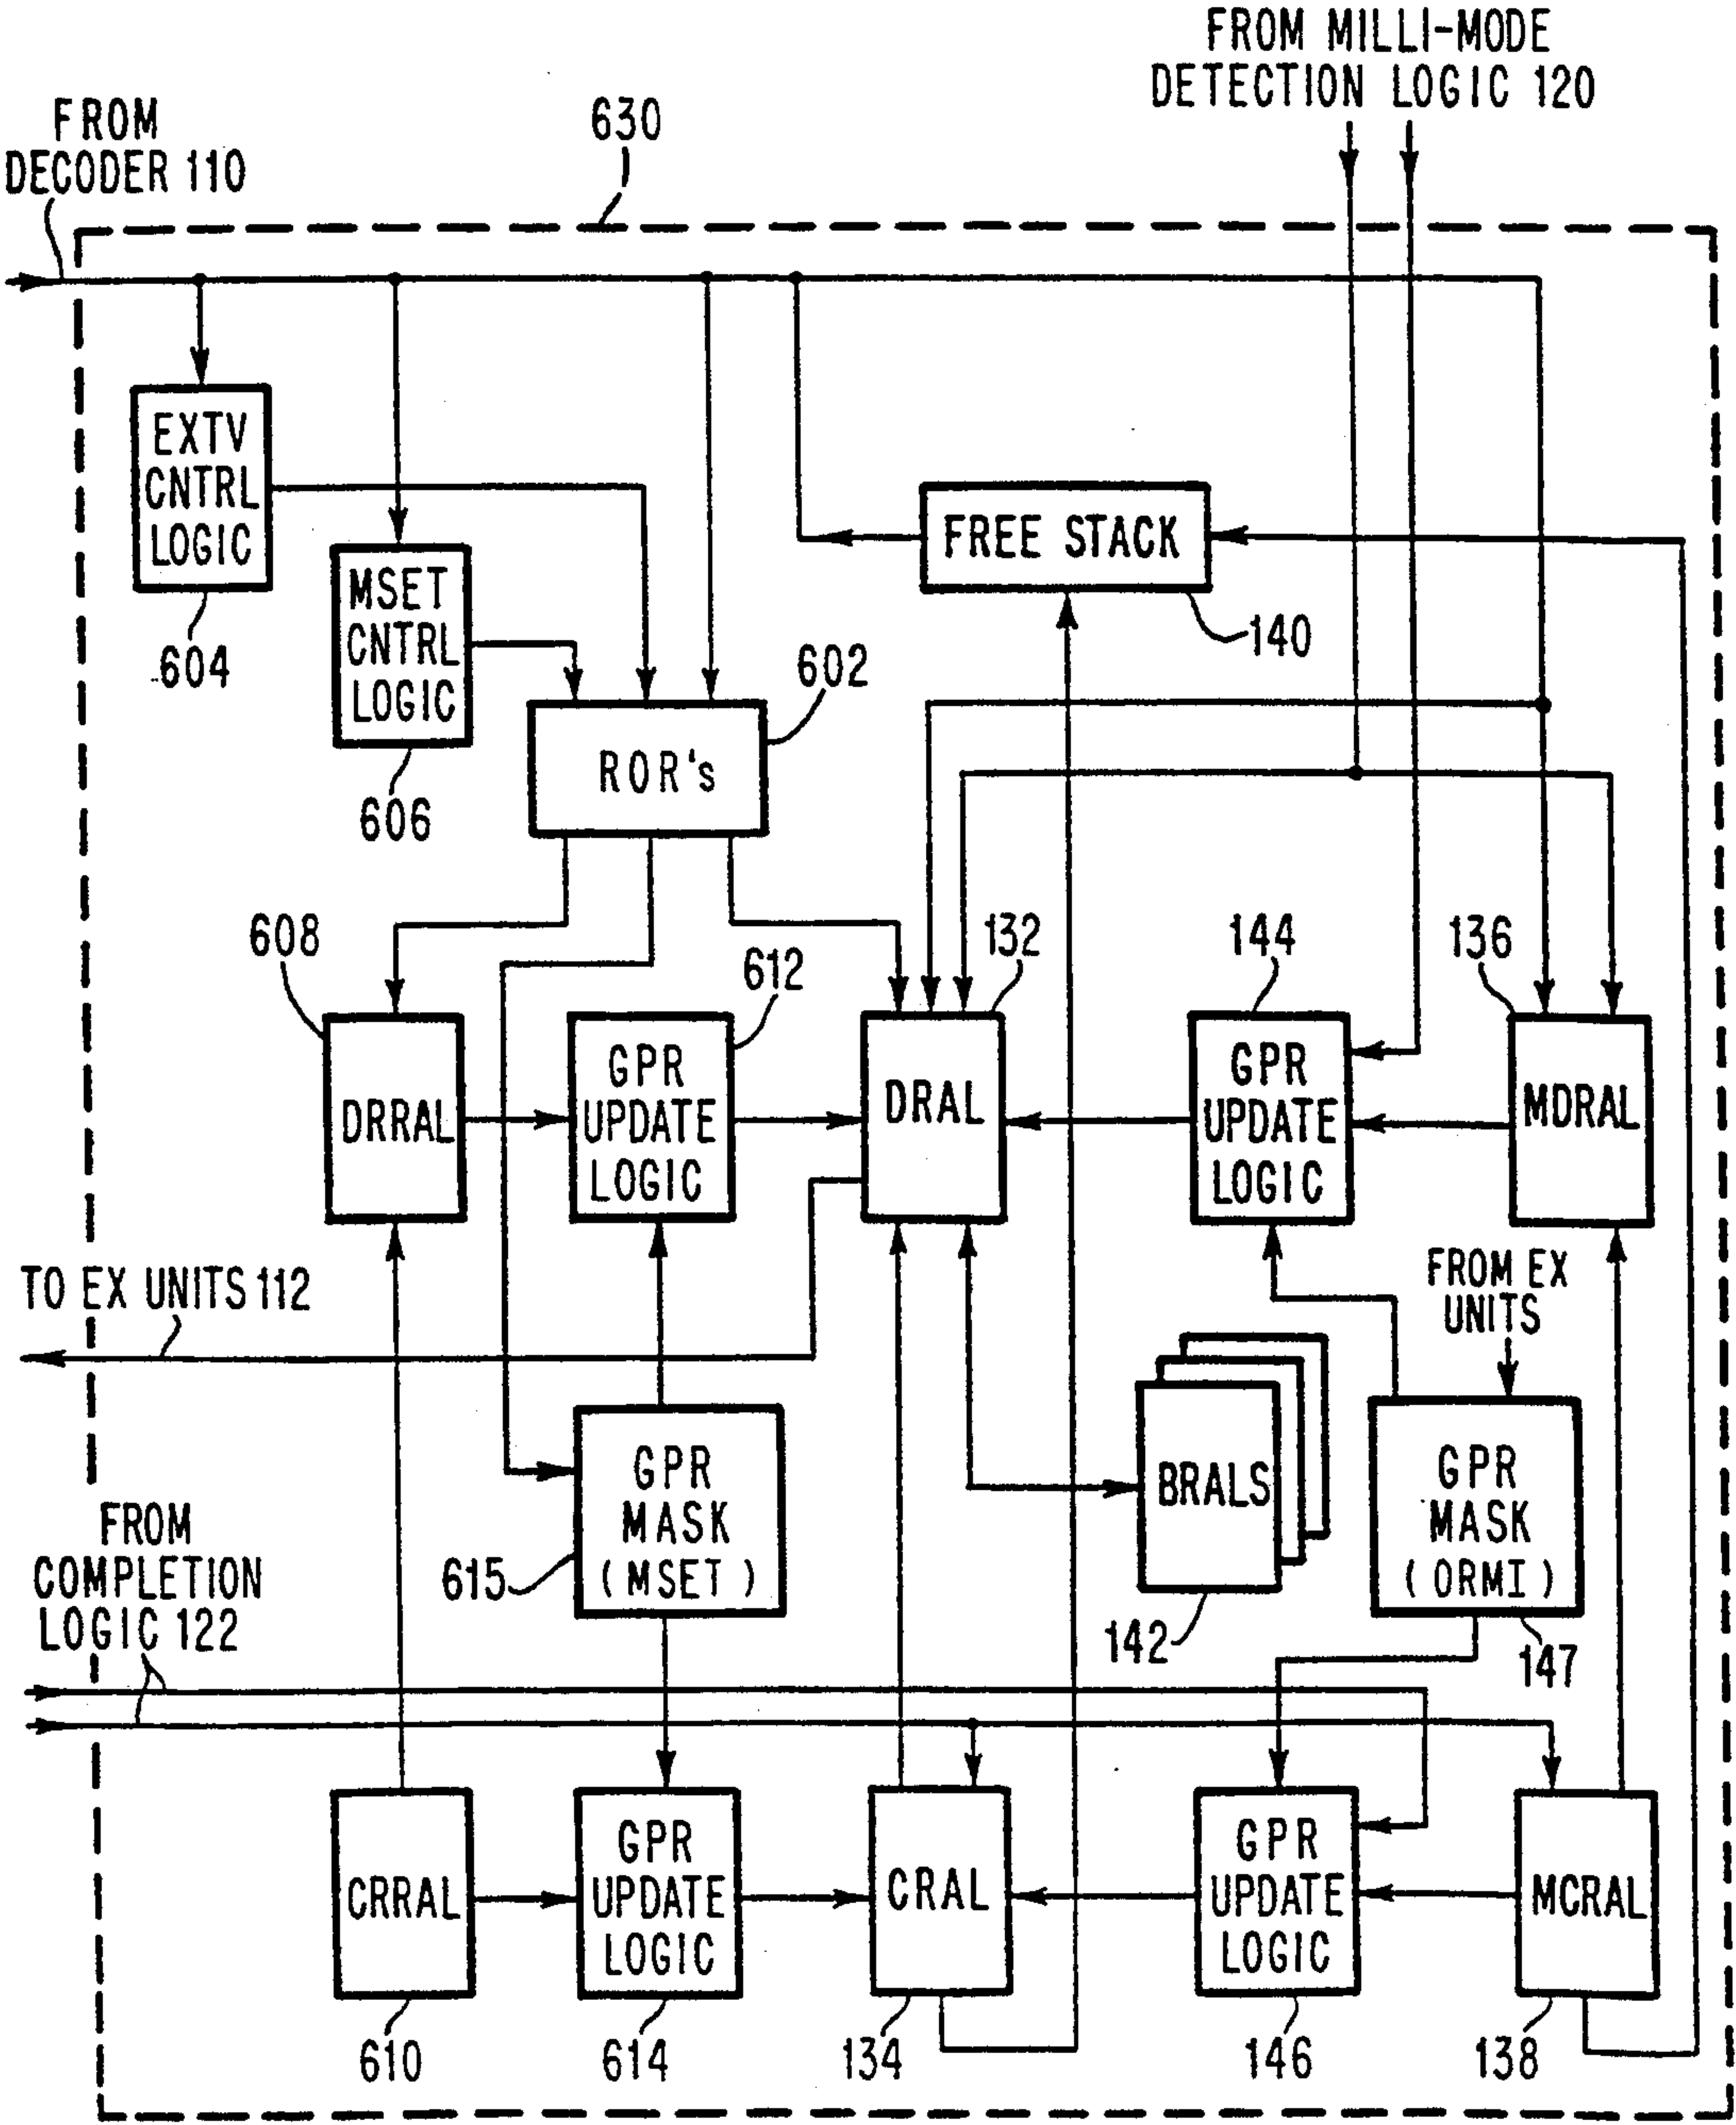 FROM MILLI-MODE
DETECTION LOGIC 120
FROM
DECODER 110
630
EXTV
CNTRL
LOGIC
604
MSET
CNTRL
LOGIC
606
FREE STACK
140
602
ROR's
608
DRRAL
612
GPR
UPDATE
LOGIC
132
DRAL
144
GPR
UPDATE
LOGIC
136
MDRAL
TO EX UNITS 112
FROM EX
UNITS
GPR
MASK
(MSET)
615
BRALS
142
GPR
MASK
(ORMI)
147
FROM
COMPLETION
LOGIC 122
CRRAL
610
GPR
UPDATE
LOGIC
614
CRAL
134
GPR
UPDATE
LOGIC
146
MCRAL
138